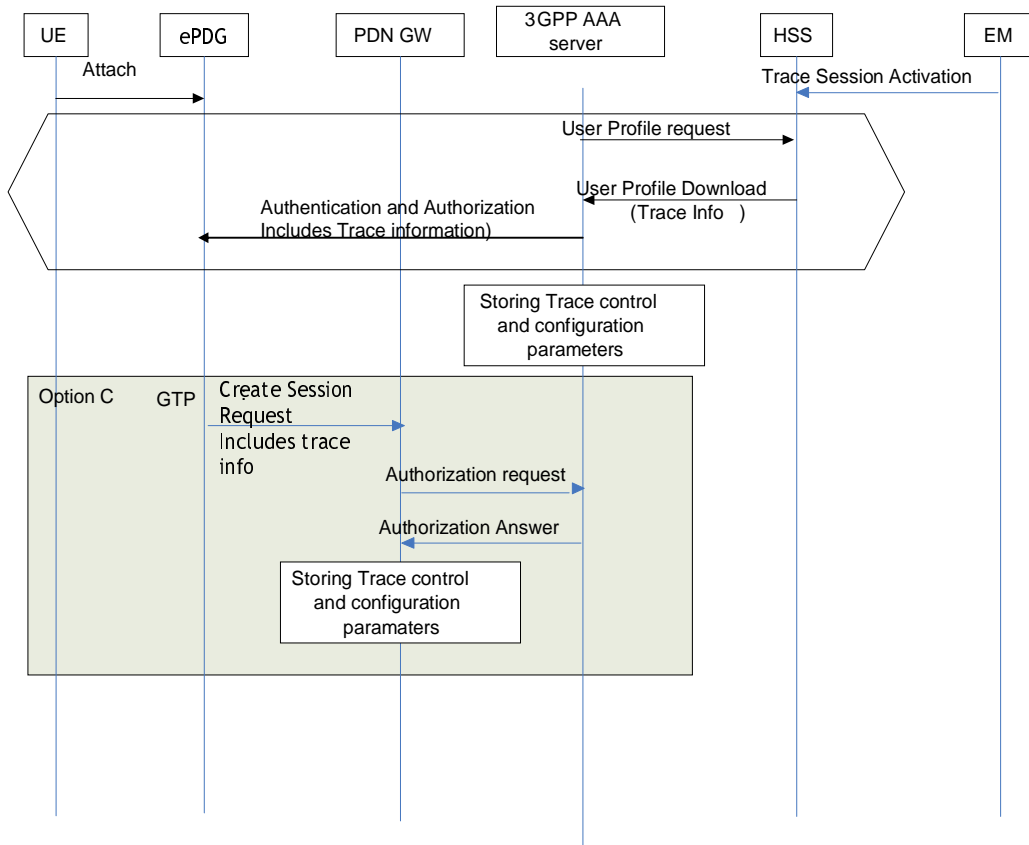 UE
ePDG
PDN GW
3GPP AAA
server
HSS
EM
Attach
Trace Session Activation
User Profile request
User Profile Download
(Trace Info )
Authentication and Authorization
Includes Trace information)
Storing Trace control
and configuration
parameters
Option C
GTP
Create Session
Request
Includes trace
info
Authorization request
Authorization Answer
Storing Trace control
and configuration
paramaters